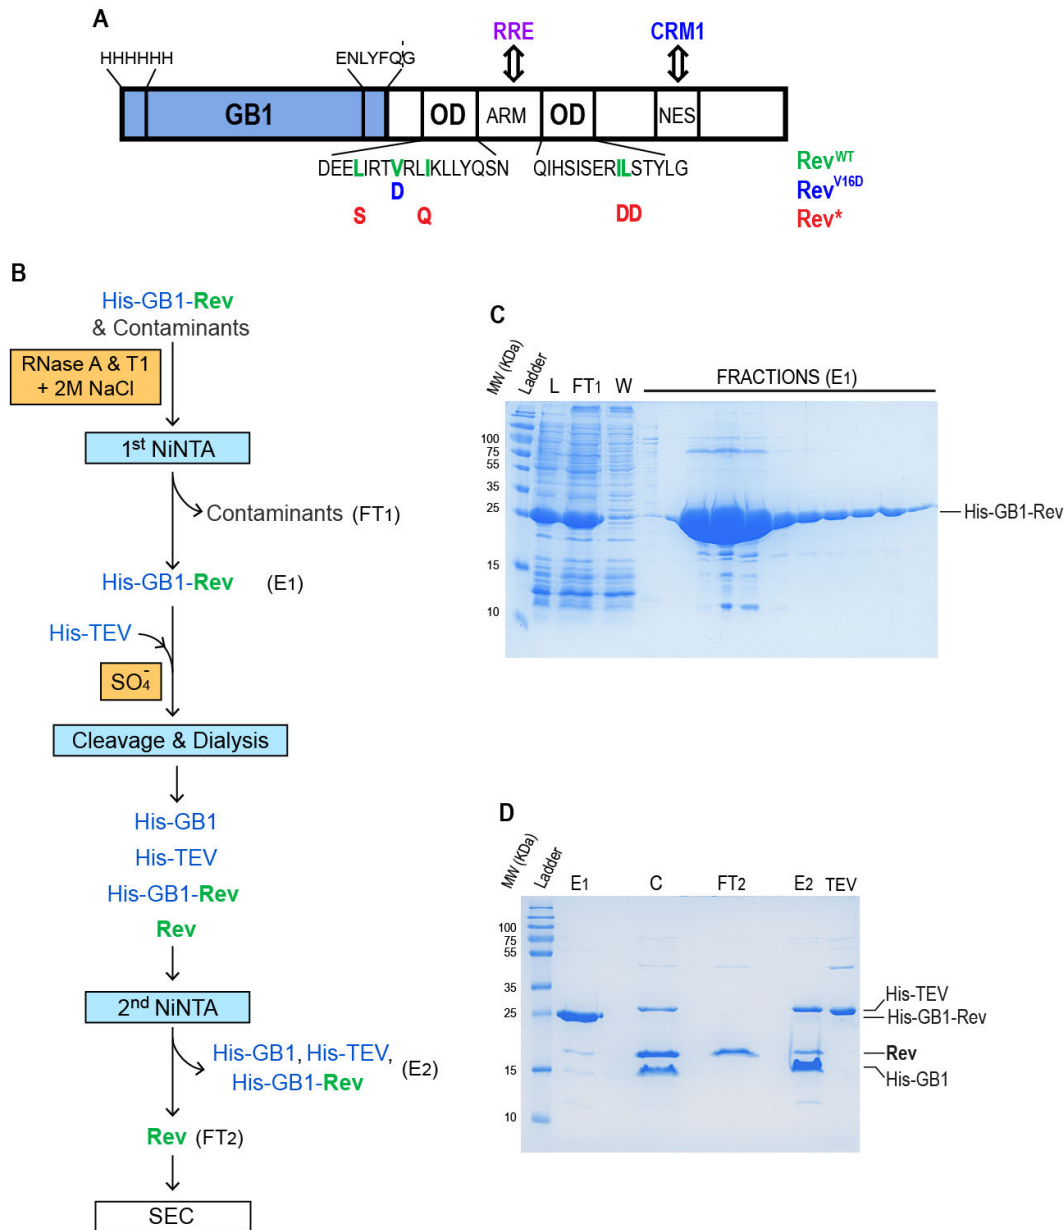 A
RRE
CRM1
HHHHHH
ENLYFQG
GB1
OD
ARM
OD
NES
DEELIRTVRLIKLLYQSN
QIHSISERILSTYLG
D
S
Q
DD
Rev^WT
Rev^V16D
Rev*
B
His-GB1-Rev
& Contaminants
RNase A & T1
+ 2M NaCl
1st NiNTA
Contaminants (FT1)
His-GB1-Rev (E1)
His-TEV
SO4-
Cleavage & Dialysis
His-GB1
His-TEV
His-GB1-Rev
Rev
2nd NiNTA
His-GB1, His-TEV,
His-GB1-Rev
(E2)
Rev (FT2)
SEC
C
MW (KDa)
Ladder
L
FT1
W
FRACTIONS (E1)
100
75
55
35
25
15
10
His-GB1-Rev
D
MW (KDa)
Ladder
E1
C
FT2
E2
TEV
100
75
55
35
25
15
10
His-TEV
His-GB1-Rev
Rev
His-GB1